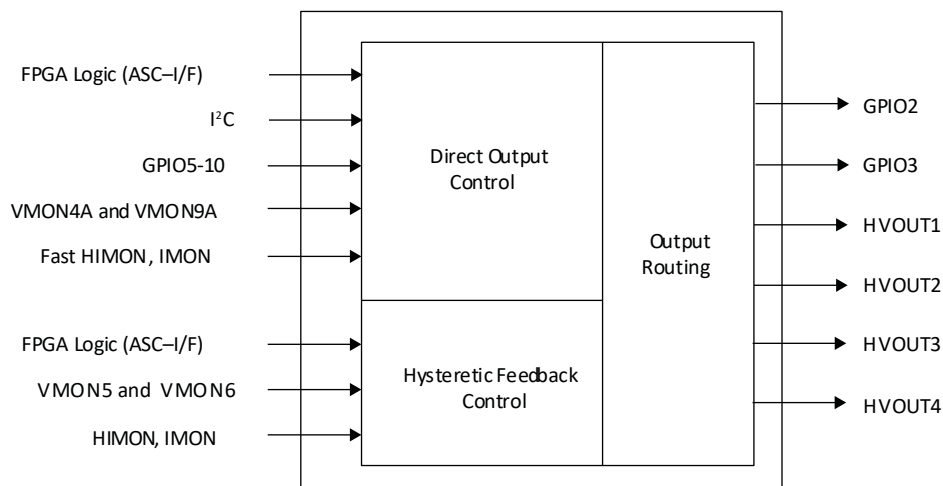 FPGA Logic (ASC–I/F)
I²C
GPIO5-10
VMON4A and VMON9A
Fast HIMON, IMON
FPGA Logic (ASC–I/F)
VMON5 and VMON6
HIMON, IMON
Direct Output
Control
Hysteretic Feedback
Control
Output
Routing
GPIO2
GPIO3
HVOUT1
HVOUT2
HVOUT3
HVOUT4